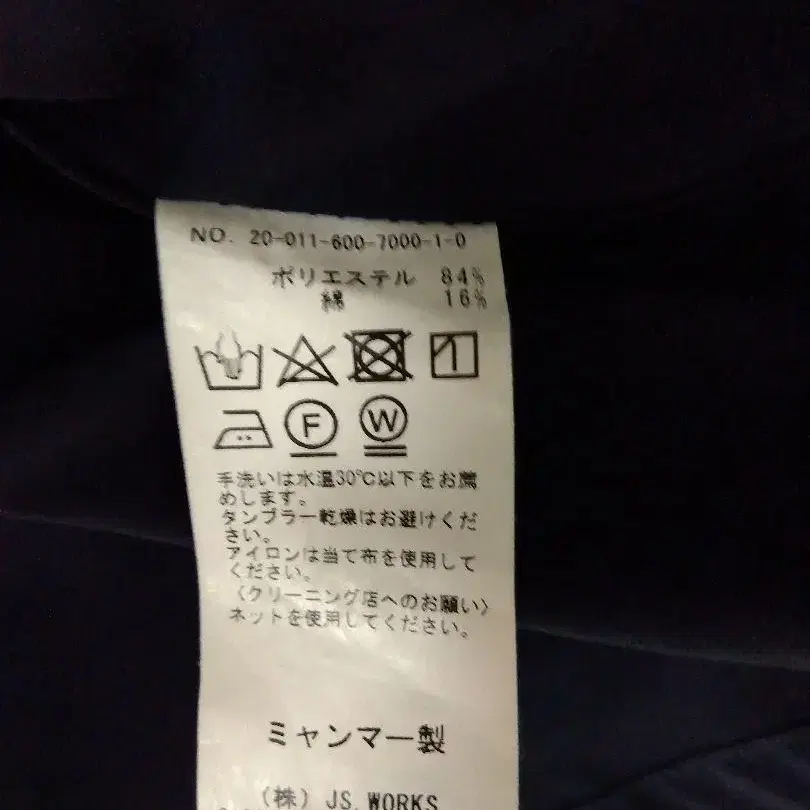 NO. 20-011-600-7000-1-0
ポリエステル 84%
綿 16%
F W
手洗いは水温30℃以下をお薦
めします。
タンブラー乾燥はお避けくだ
さい。
アイロンは当て布を使用して
ください。
〈クリーニング店へのお願い〉
ネットを使用してください。
ミャンマー製
(株) JS.WORKS